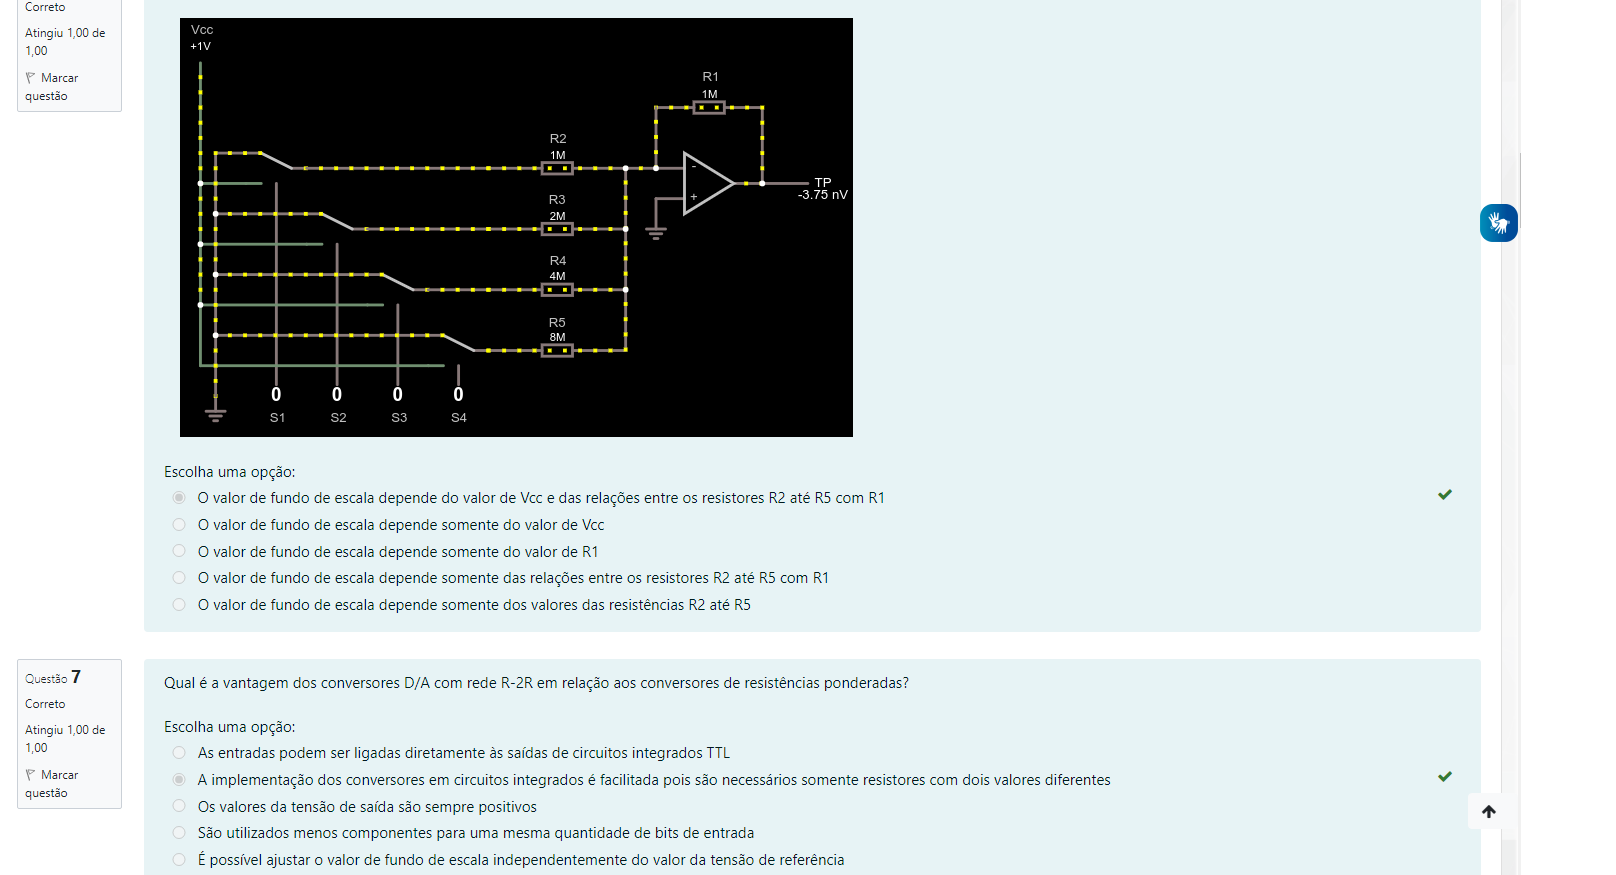 Correto
Atingiu 1,00 de
1,00
Marcar
questão
Vcc
+1V
R1
1M
R2
1M
TP
-3.75 nV
R3
2M
R4
4M
R5
8M
-
+
0 0 0 0
S1 S2 S3 S4
Escolha uma opção:
O valor de fundo de escala depende do valor de Vcc e das relações entre os resistores R2 até R5 com R1
O valor de fundo de escala depende somente do valor de Vcc
O valor de fundo de escala depende somente do valor de R1
O valor de fundo de escala depende somente das relações entre os resistores R2 até R5 com R1
O valor de fundo de escala depende somente dos valores das resistências R2 até R5
Questão 7
Correto
Atingiu 1,00 de
1,00
Marcar
questão
Qual é a vantagem dos conversores D/A com rede R-2R em relação aos conversores de resistências ponderadas?
Escolha uma opção:
As entradas podem ser ligadas diretamente às saídas de circuitos integrados TTL
A implementação dos conversores em circuitos integrados é facilitada pois são necessários somente resistores com dois valores diferentes
Os valores da tensão de saída são sempre positivos
São utilizados menos componentes para uma mesma quantidade de bits de entrada
É possível ajustar o valor de fundo de escala independentemente do valor da tensão de referência